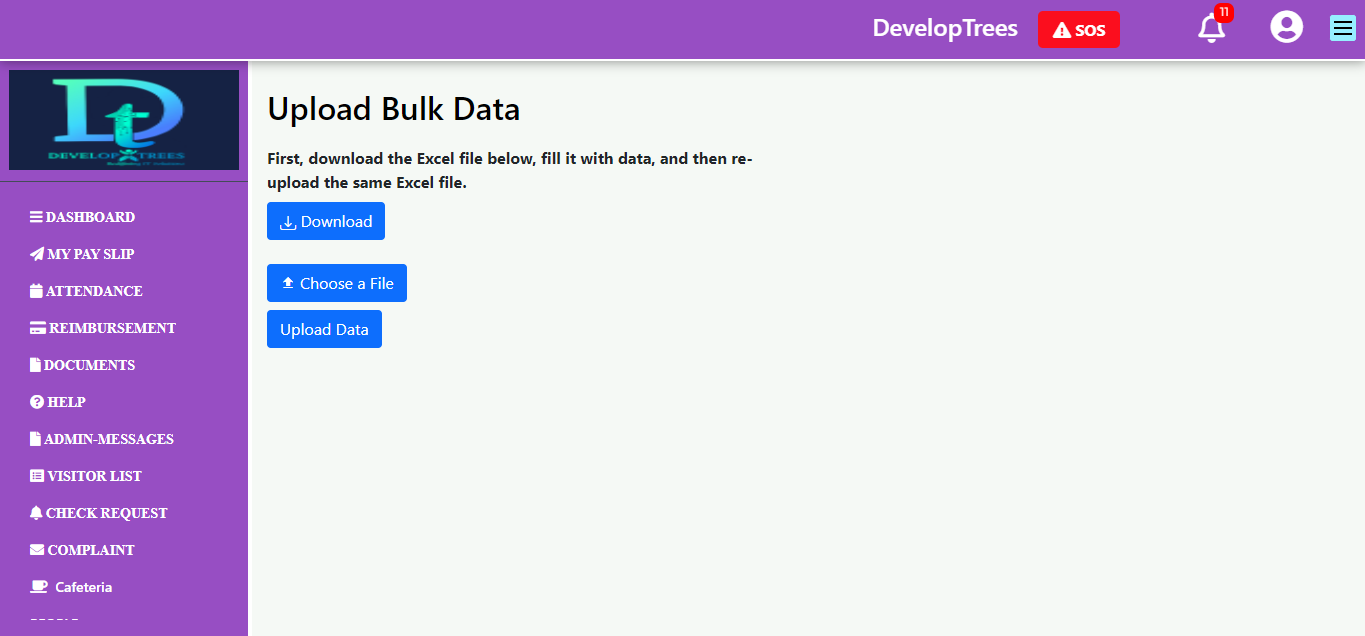 DevelopTrees
SOS
11
Dt
DEVELOP TREES
Upload Bulk Data
First, download the Excel file below, fill it with data, and then re-
upload the same Excel file.
Download
Choose a File
Upload Data
DASHBOARD
MY PAY SLIP
ATTENDANCE
REIMBURSEMENT
DOCUMENTS
HELP
ADMIN-MESSAGES
VISITOR LIST
CHECK REQUEST
COMPLAINT
Cafeteria